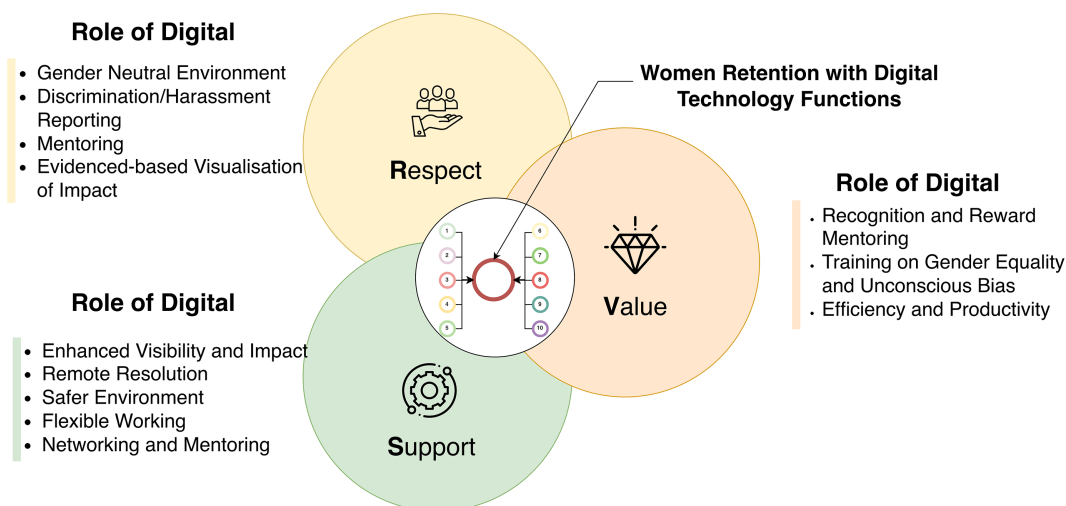 Role of Digital
• Gender Neutral Environment
• Discrimination/Harassment
Reporting
• Mentoring
• Evidenced-based Visualisation
of Impact
Respect
Women Retention with Digital
Technology Functions
Role of Digital
• Recognition and Reward
Mentoring
• Training on Gender Equality
and Unconscious Bias
• Efficiency and Productivity
Value
1
2
3
4
5
6
7
8
9
10
Role of Digital
• Enhanced Visibility and Impact
• Remote Resolution
• Safer Environment
• Flexible Working
• Networking and Mentoring
Support